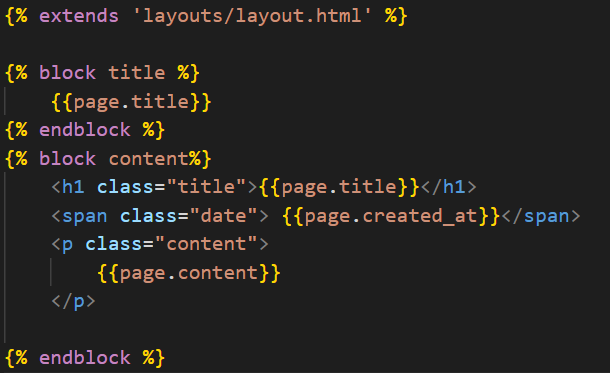 {% extends 'layouts/layout.html' %}
{% block title %}
{{page.title}}
{% endblock %}
{% block content%}
<h1 class="title">{{page.title}}</h1>
<span class="date"> {{page.created_at}}</span>
<p class="content">
{{page.content}}
</p>
{% endblock %}